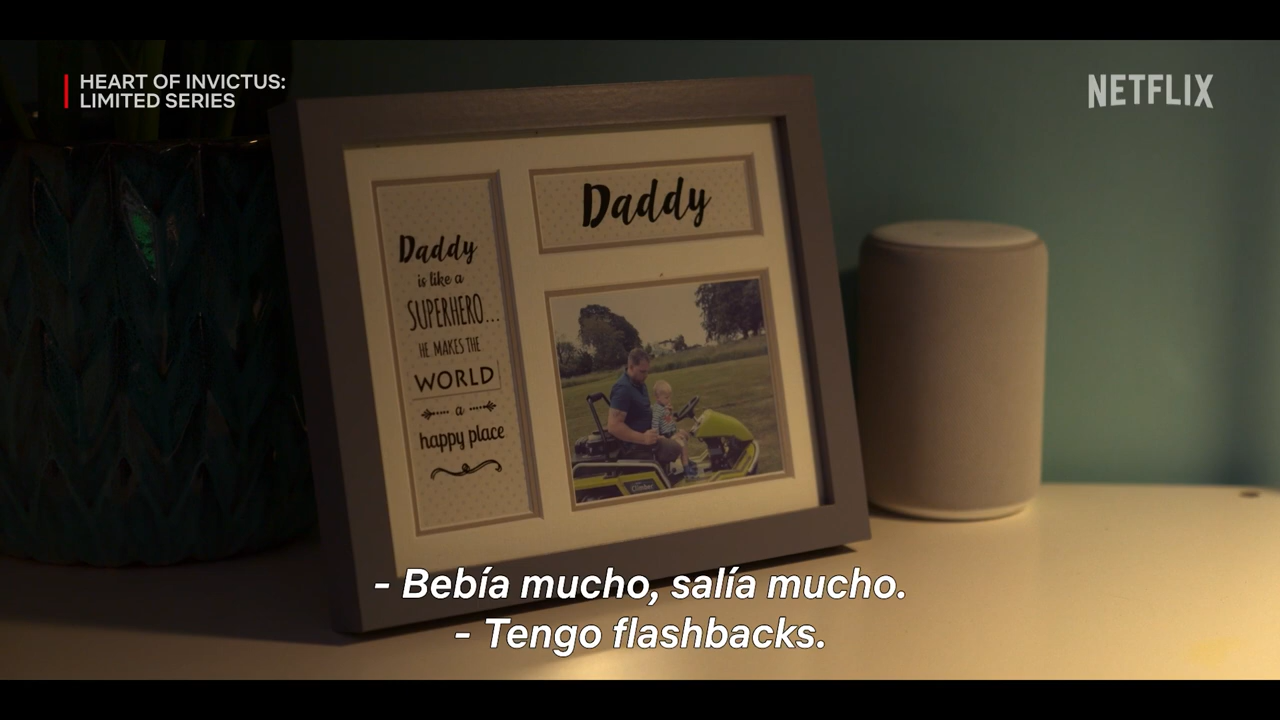 HEART OF INVICTUS:
LIMITED SERIES
NETFLIX
Daddy
is like a
SUPERHERO...
HE MAKES THE
WORLD
a
happy place
Daddy
Climber
- Bebía mucho, salía mucho.
- Tengo flashbacks.